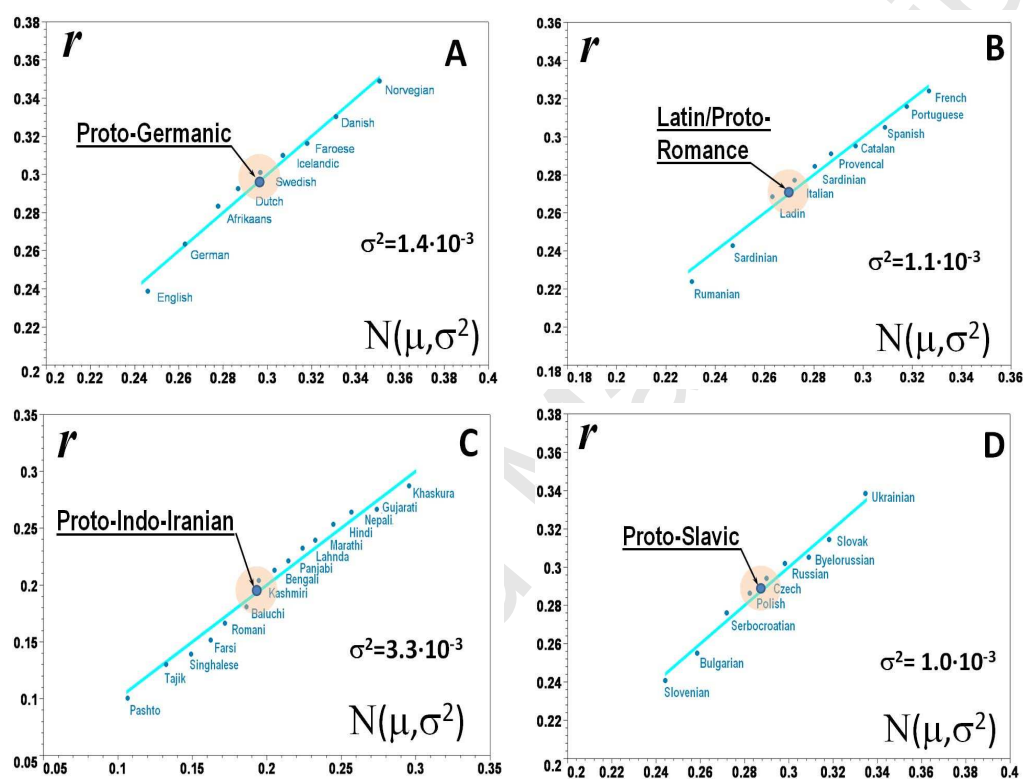 0.38
r
A
0.36
0.34
Norvegian
Danish
0.32
Proto-Germanic
Faroese
Icelandic
0.3
Swedish
Dutch
0.28
Afrikaans
0.26
German
σ²=1.4·10⁻³
0.24
English
0.22
N(μ,σ²)
0.2 0.2 0.22 0.24 0.26 0.28 0.3 0.32 0.34 0.36 0.38 0.4
0.36
r
B
0.34
0.32
French
Portuguese
Latin/Proto-
Romance
Spanish
0.3
Catalan
Provencal
0.28
Sardinian
Italian
0.26
Ladin
0.24
Sardinian
σ²=1.1·10⁻³
0.22
Rumanian
0.2
N(μ,σ²)
0.18 0.18 0.2 0.22 0.24 0.26 0.28 0.3 0.32 0.34 0.36
0.35
r
C
0.3
Khaskura
Gujarati
Proto-Indo-Iranian
Nepali
0.25
Hindi
Marathi
Lahnda
Panjabi
0.2
Bengali
Kashmiri
Baluchi
Romani
0.15
Farsi
σ²=3.3·10⁻³
Singhalese
Tajik
0.1
Pashto
N(μ,σ²)
0.05 0.05 0.1 0.15 0.2 0.25 0.3 0.35
0.38
r
D
0.36
0.34
Ukrainian
0.32
Proto-Slavic
Slovak
Byelorussian
0.3
Russian
Czech
0.28
Polish
Serbocroatian
0.26
Bulgarian
σ²= 1.0·10⁻³
0.24
Slovenian
0.22
N(μ,σ²)
0.2 0.2 0.22 0.24 0.26 0.28 0.3 0.32 0.34 0.36 0.38 0.4